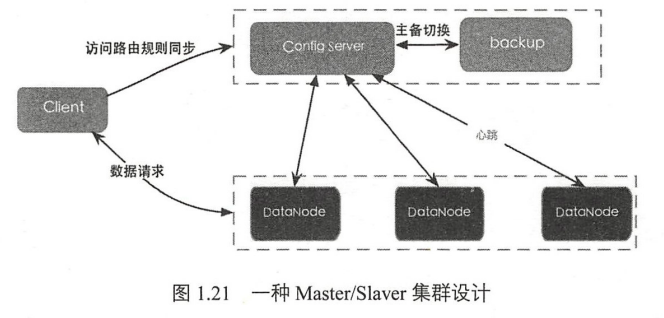 访问路由规则同步
Config Server
主备切换
backup
Client
心跳
数据请求
DataNode
DataNode
DataNode
图 1.21 一种 Master/Slaver 集群设计